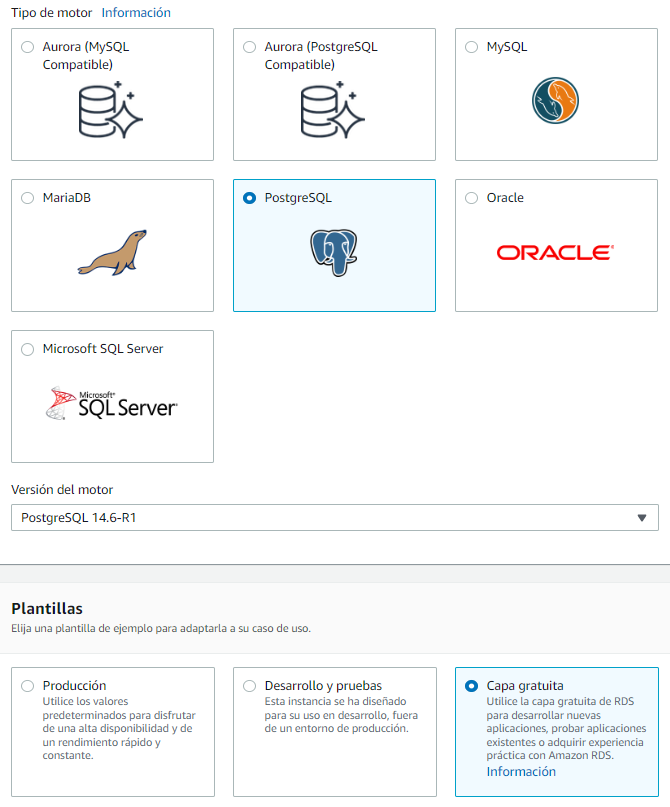 Tipo de motor Información
Aurora (MySQL
Compatible)
Aurora (PostgreSQL
Compatible)
MySQL
MariaDB
PostgreSQL
Oracle
ORACLE
Microsoft SQL Server
Microsoft®
SQL Server®
Versión del motor
PostgreSQL 14.6-R1
Plantillas
Elija una plantilla de ejemplo para adaptarla a su caso de uso.
Producción
Utilice los valores
predeterminados para disfrutar
de una alta disponibilidad y de
un rendimiento rápido y
constante.
Desarrollo y pruebas
Esta instancia se ha diseñado
para su uso en desarrollo, fuera
de un entorno de producción.
Capa gratuita
Utilice la capa gratuita de RDS
para desarrollar nuevas
aplicaciones, probar aplicaciones
existentes o adquirir experiencia
práctica con Amazon RDS.
Información